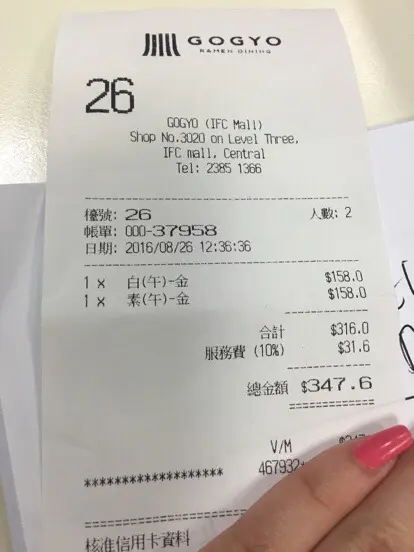 GOGYO
RAMEN DINING
26
GOGYO (IFC Mall)
Shop No.3020 on Level Three,
IFC mall, Central
Tel: 2385 1366
檯號: 26 人數: 2
帳單: 000-37958
日期: 2016/08/26 12:36:36
1 x 白(午)-金 $158.0
1 x 素(午)-金 $158.0
合計 $316.0
服務費 (10%) $31.6
總金額 $347.6
V/M
467932
*******************
核准信用卡資料